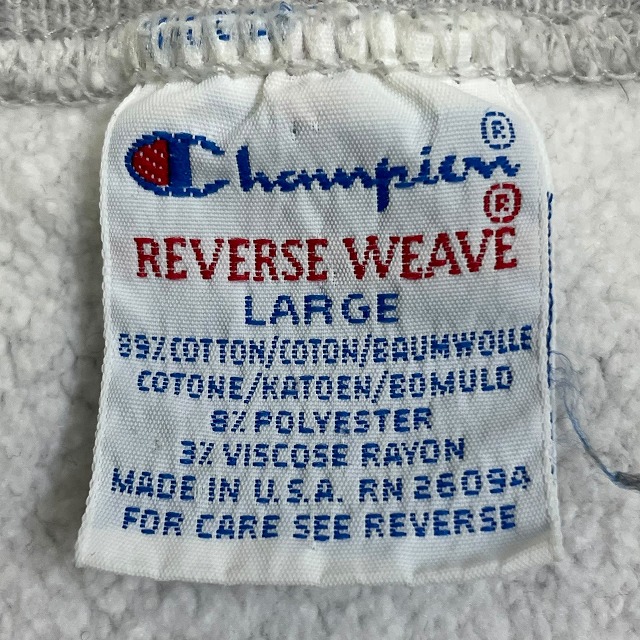 Champion ®
REVERSE WEAVE ®
LARGE
89% COTTON/COTON/BAUMWOLLE
COTONE/KATOEN/BOMULD
8% POLYESTER
3% VISCOSE RAYON
MADE IN U.S.A. RN 26094
FOR CARE SEE REVERSE